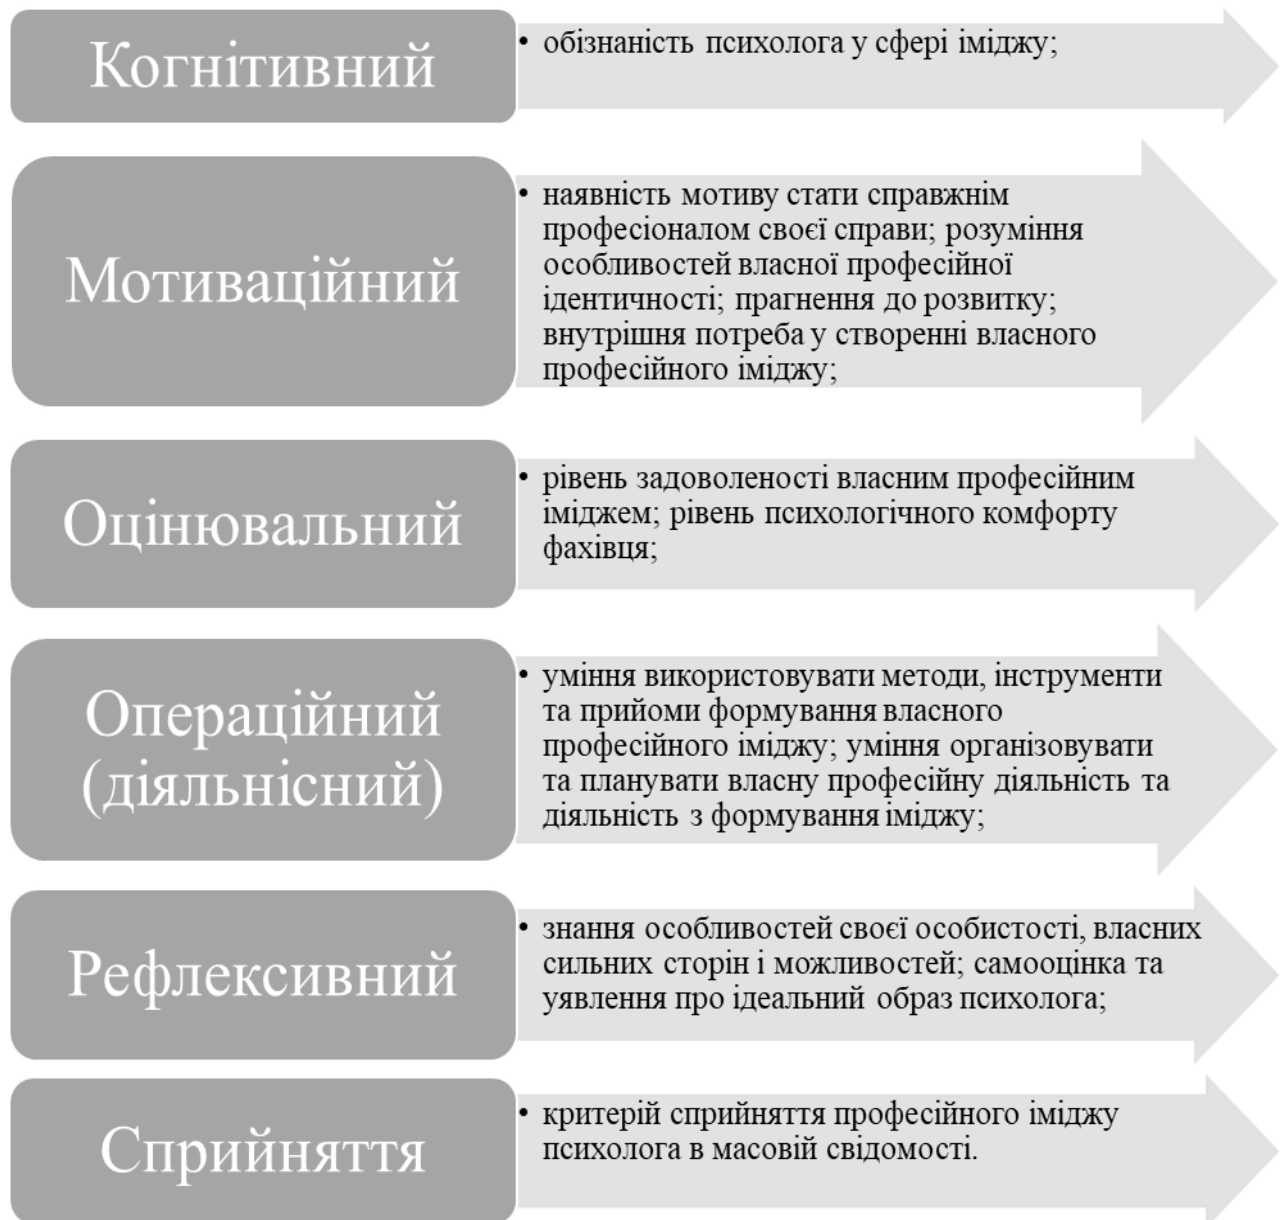 Когнітивний
• обізнаність психолога у сфері іміджу;
Мотиваційний
• наявність мотиву стати справжнім
професіоналом своєї справи; розуміння
особливостей власної професійної
ідентичності; прагнення до розвитку;
внутрішня потреба у створенні власного
професійного іміджу;
Оцінювальний
• рівень задоволеності власним професійним
іміджем; рівень психологічного комфорту
фахівця;
Операційний
(діяльнісний)
• уміння використовувати методи, інструменти
та прийоми формування власного
професійного іміджу; уміння організовувати
та планувати власну професійну діяльність та
діяльність з формування іміджу;
Рефлексивний
• знання особливостей своєї особистості, власних
сильних сторін і можливостей; самооцінка та
уявлення про ідеальний образ психолога;
Сприйняття
• критерій сприйняття професійного іміджу
психолога в масовій свідомості.